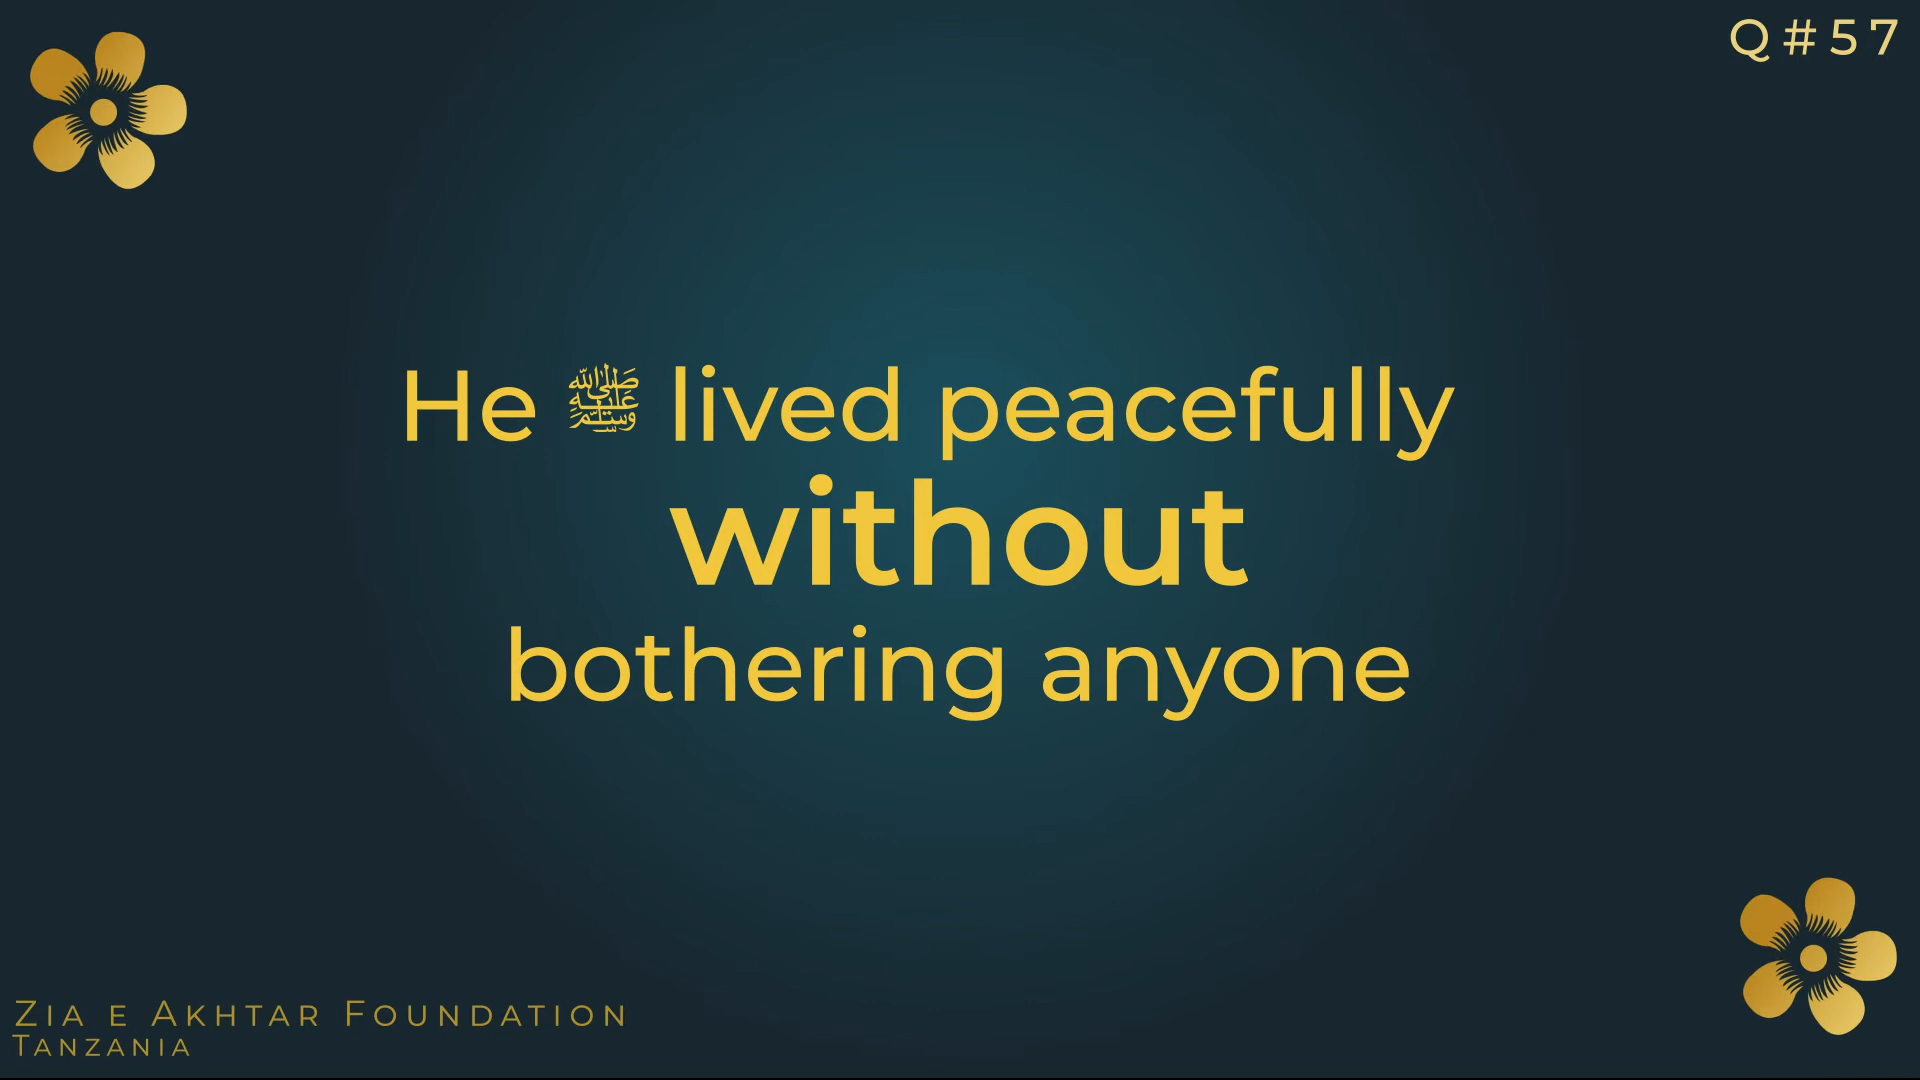 Q#57
He ﷺ lived peacefully
without
bothering anyone
Zia e Akhtar Foundation
Tanzania